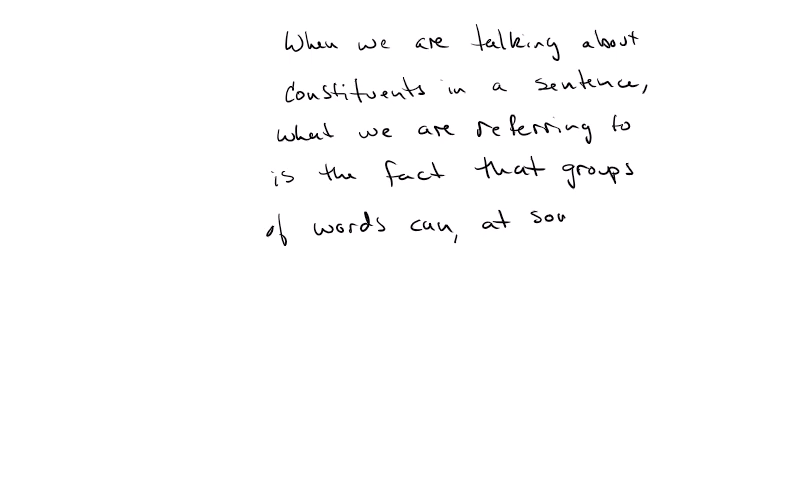 When we are talking about
constituents in a sentence,
what we are referring to
is the fact that groups
of words can, at sou